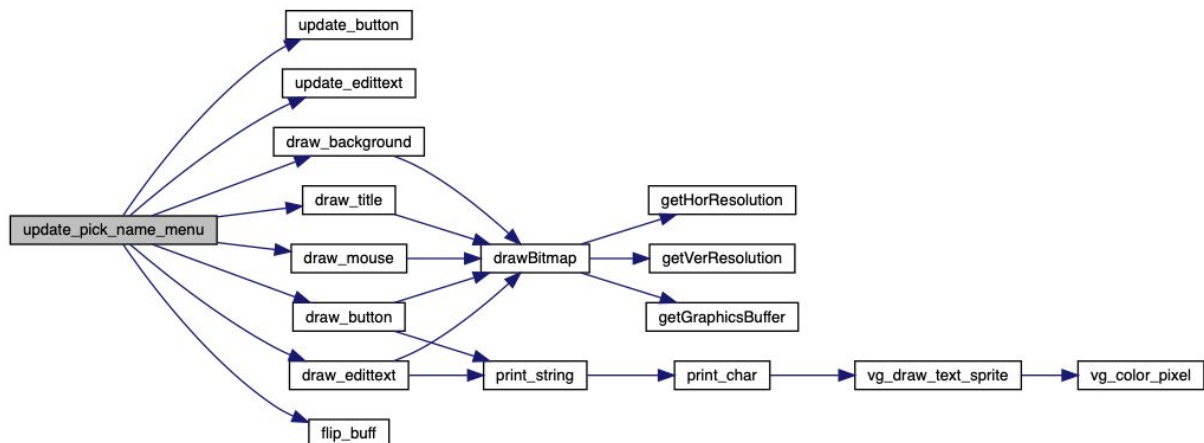 update_button
update_edittext
draw_background
draw_title
getHorResolution
update_pick_name_menu
draw_mouse
drawBitmap
getVerResolution
draw_button
getGraphicsBuffer
draw_edittext
print_string
print_char
vg_draw_text_sprite
vg_color_pixel
flip_buff